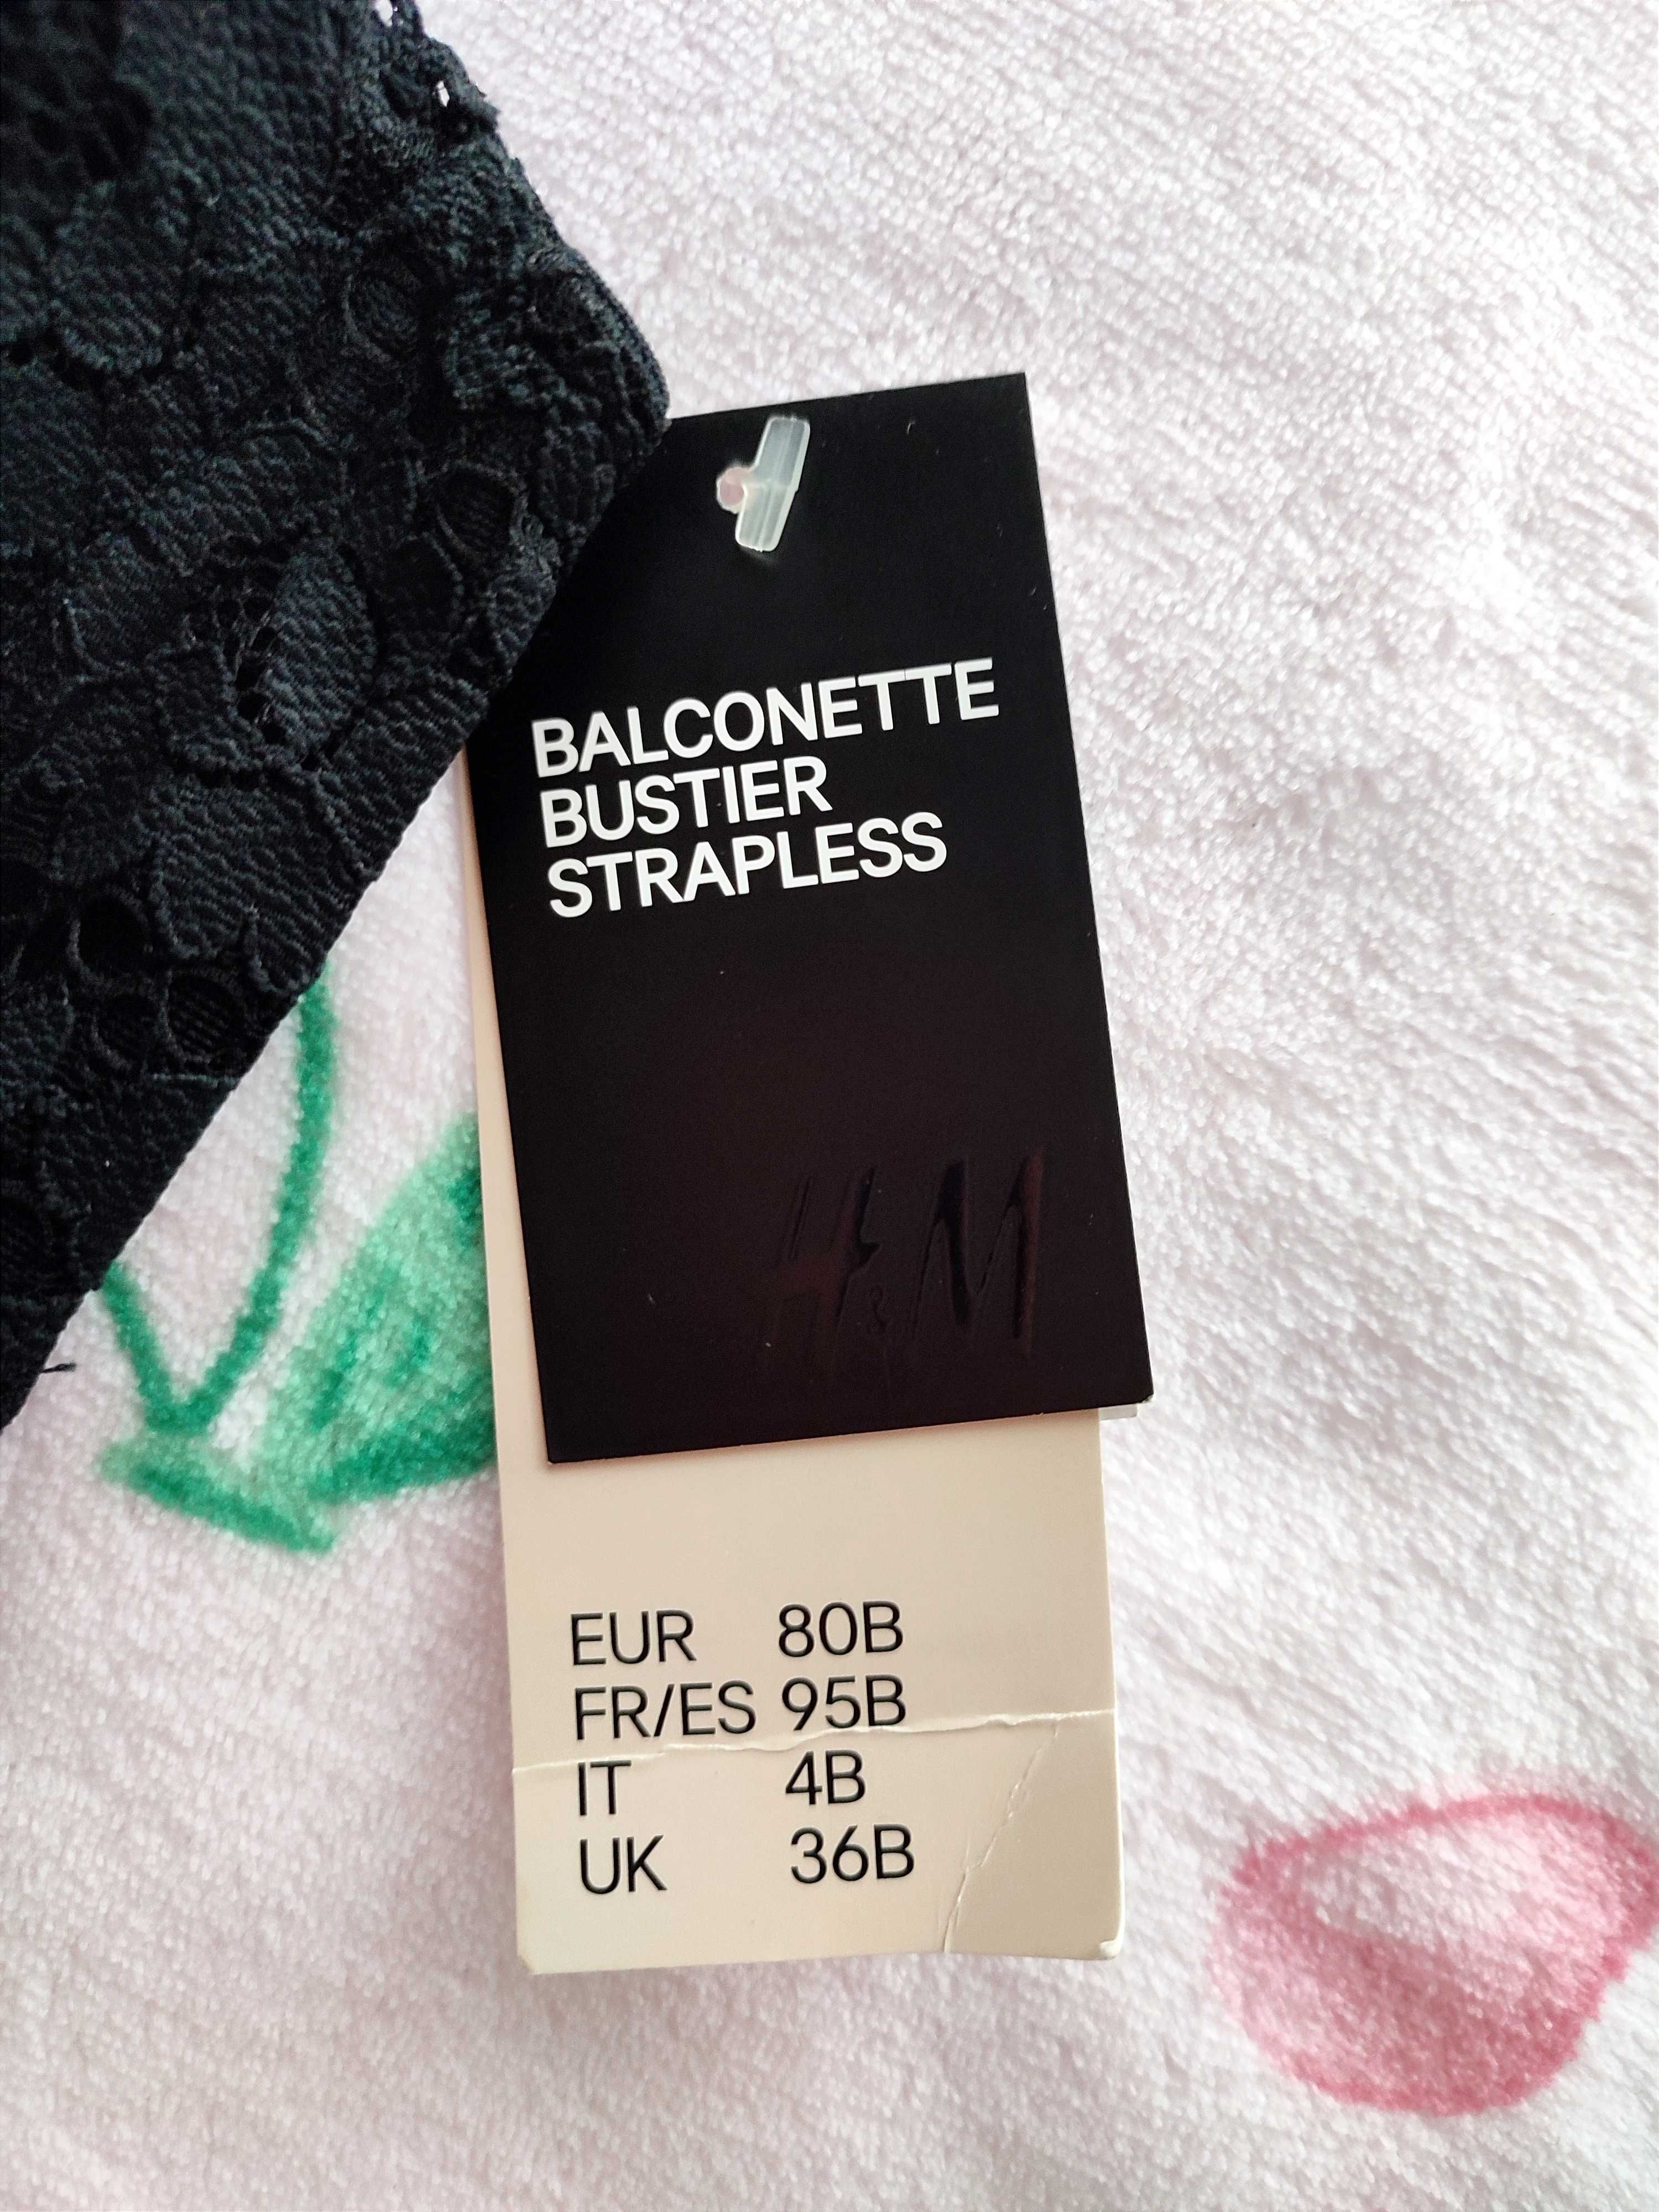 BALCONETTE
BUSTIER
STRAPLESS
H&M
EUR 80B
FR/ES 95B
IT 4B
UK 36B